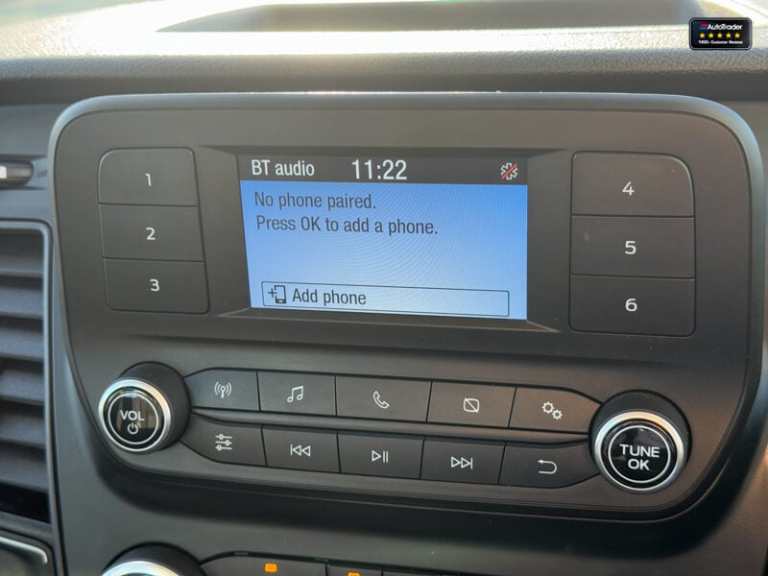 AutoTrader
BT audio 11:22
No phone paired.
Press OK to add a phone.
Add phone
1
2
3
4
5
6
VOL
TUNE
OK